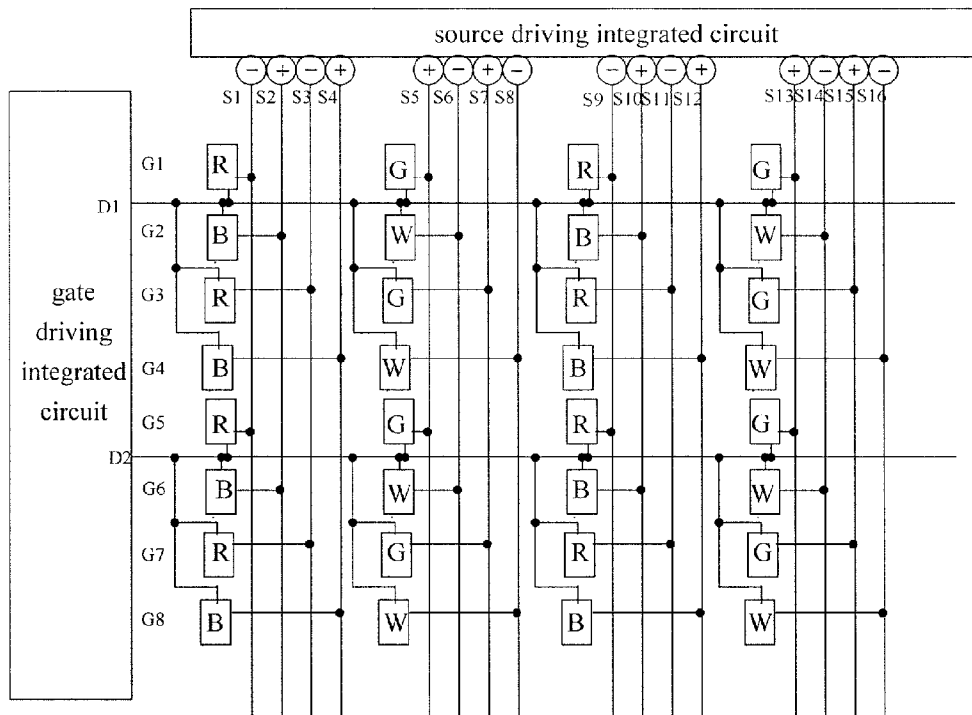 source driving integrated circuit
− + − + + − + − − + − + + − + −
S1 S2 S3 S4 S5 S6 S7 S8 S9 S10 S11 S12 S13 S14 S15 S16
G1 R G R G
D1
G2 B W B W
G3 R G R G
G4 B W B W
G5 R G R G
D2
G6 B W B W
G7 R G R G
G8 B W B W
gate
driving
integrated
circuit